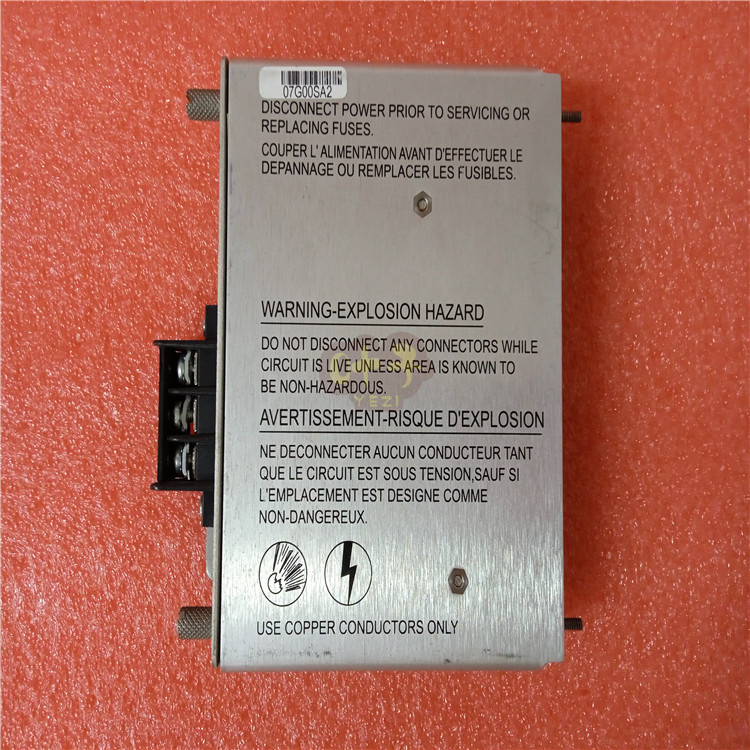 07G00SA2
DISCONNECT POWER PRIOR TO SERVICING OR
REPLACING FUSES.
COUPER L' ALIMENTATION AVANT D'EFFECTUER LE
DEPANNAGE OU REMPLACER LES FUSIBLES.
WARNING-EXPLOSION HAZARD
DO NOT DISCONNECT ANY CONNECTORS WHILE
CIRCUIT IS LIVE UNLESS AREA IS KNOWN TO
BE NON-HAZARDOUS.
YEZI
AVERTISSEMENT-RISQUE D'EXPLOSION
NE DECONNECTER AUCUN CONDUCTEUR TANT
QUE LE CIRCUIT EST SOUS TENSION,SAUF SI
L'EMPLACEMENT EST DESIGNE COMME
NON-DANGEREUX.
USE COPPER CONDUCTORS ONLY